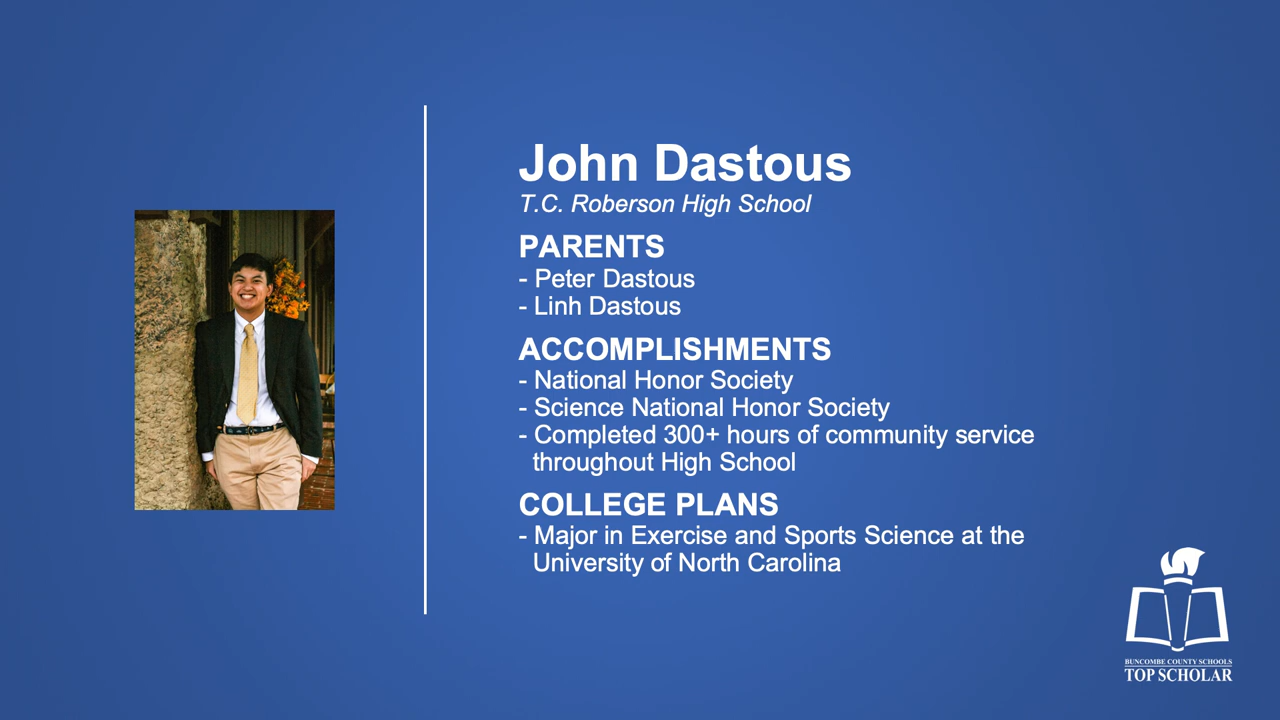 John Dastous
T.C. Roberson High School
PARENTS
- Peter Dastous
- Linh Dastous
ACCOMPLISHMENTS
- National Honor Society
- Science National Honor Society
- Completed 300+ hours of community service
throughout High School
COLLEGE PLANS
- Major in Exercise and Sports Science at the
University of North Carolina
BUNCOMBE COUNTY SCHOOLS
TOP SCHOLAR